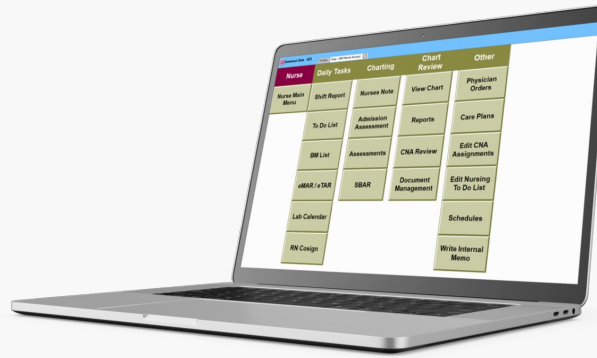 Nurse
Daily Tasks
Charting
Chart
Review
Other
Nurse Main
Menu
Shift Report
Nurses Note
View Chart
Physician
Orders
To Do List
Admission
Assessment
Reports
Care Plans
BM List
Assessments
CNA Review
Edit CNA
Assignments
eMAR / eTAR
SBAR
Document
Management
Edit Nursing
To Do List
Lab Calendar
Schedules
RN Cosign
Write Internal
Memo